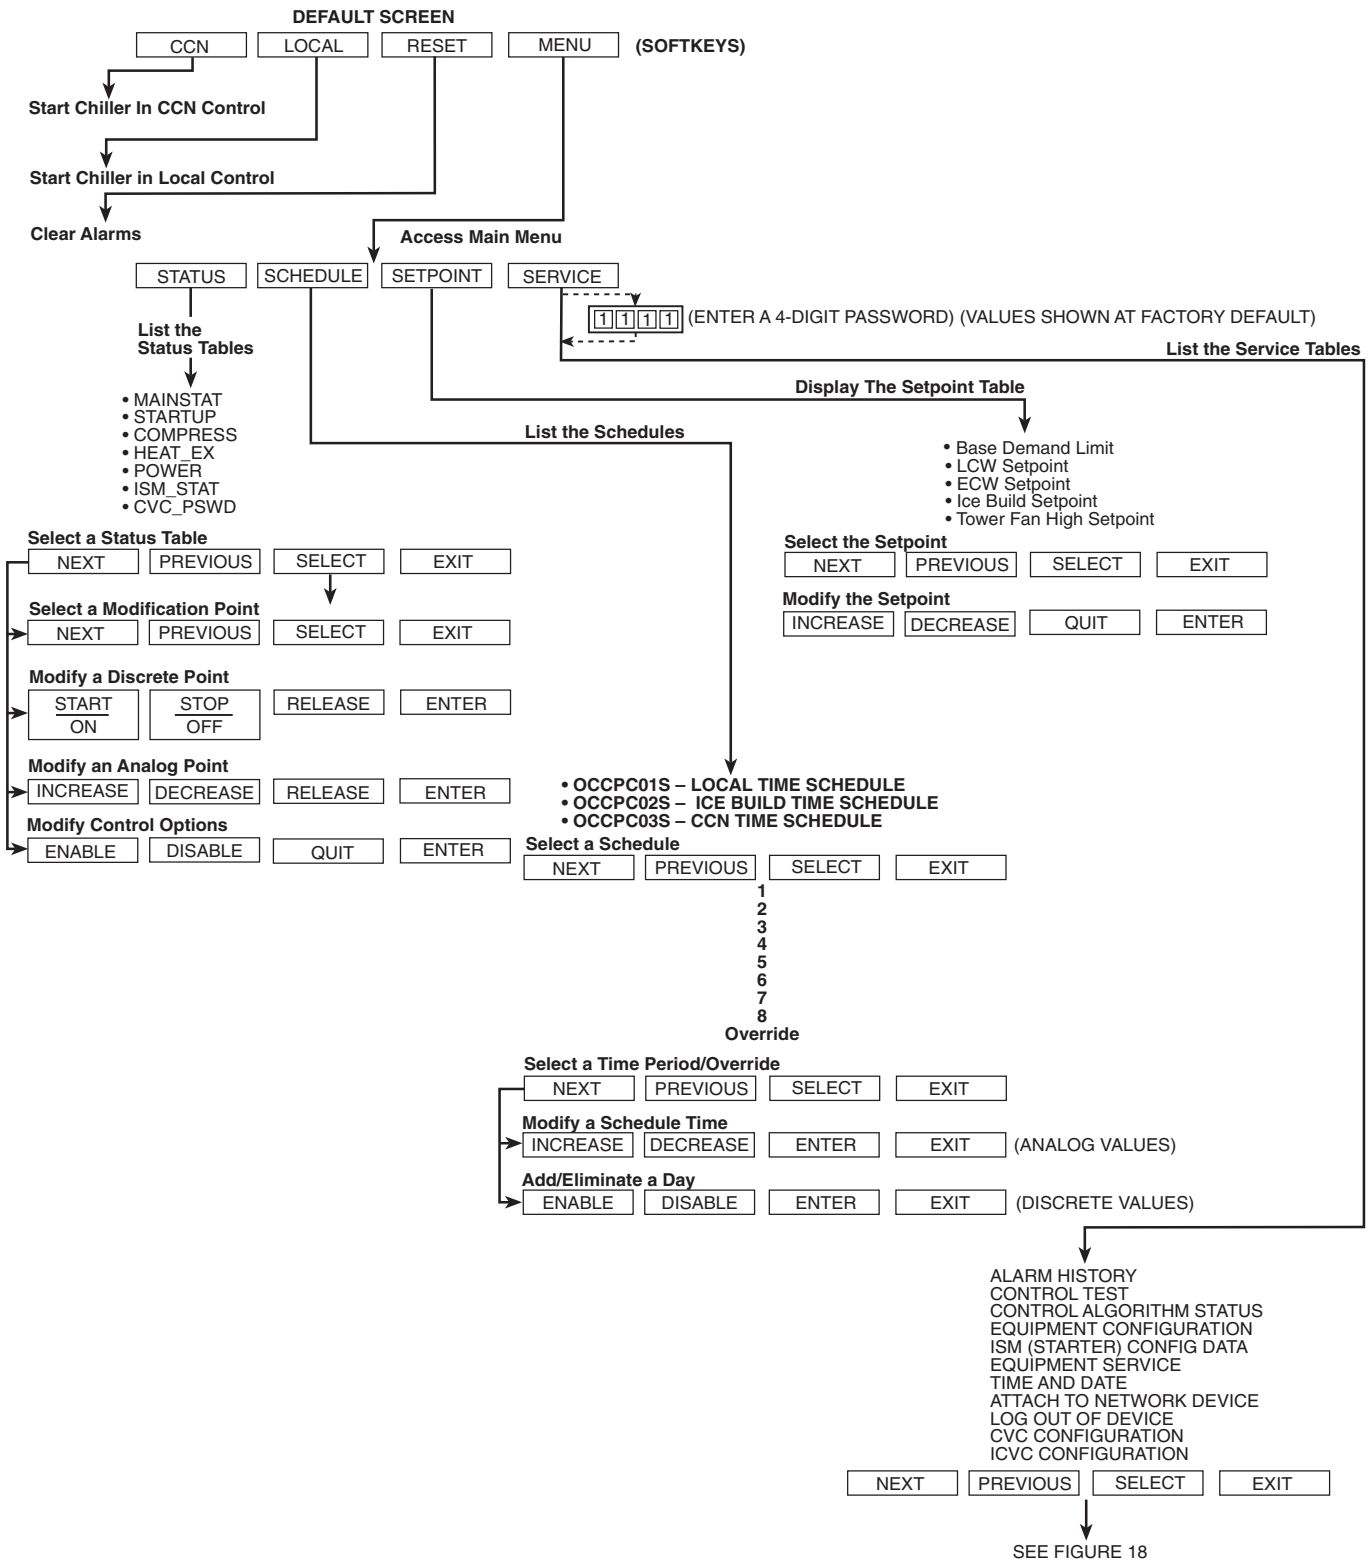 DEFAULT SCREEN
CCN LOCAL RESET MENU (SOFTKEYS)
Start Chiller In CCN Control
Start Chiller in Local Control
Clear Alarms
Access Main Menu
STATUS SCHEDULE SETPOINT SERVICE
1 1 1 1 (ENTER A 4-DIGIT PASSWORD) (VALUES SHOWN AT FACTORY DEFAULT)
List the Service Tables
List the
Status Tables
• MAINSTAT
• STARTUP
• COMPRESS
• HEAT_EX
• POWER
• ISM_STAT
• CVC_PSWD
Display The Setpoint Table
• Base Demand Limit
• LCW Setpoint
• ECW Setpoint
• Ice Build Setpoint
• Tower Fan High Setpoint
List the Schedules
Select a Status Table
NEXT PREVIOUS SELECT EXIT
Select a Modification Point
NEXT PREVIOUS SELECT EXIT
Modify a Discrete Point
START STOP RELEASE ENTER
ON OFF
Modify an Analog Point
INCREASE DECREASE RELEASE ENTER
Modify Control Options
ENABLE DISABLE QUIT ENTER
Select the Setpoint
NEXT PREVIOUS SELECT EXIT
Modify the Setpoint
INCREASE DECREASE QUIT ENTER
• OCCPC01S – LOCAL TIME SCHEDULE
• OCCPC02S – ICE BUILD TIME SCHEDULE
• OCCPC03S – CCN TIME SCHEDULE
Select a Schedule
NEXT PREVIOUS SELECT EXIT
1
2
3
4
5
6
7
8
Override
Select a Time Period/Override
NEXT PREVIOUS SELECT EXIT
Modify a Schedule Time
INCREASE DECREASE ENTER EXIT (ANALOG VALUES)
Add/Eliminate a Day
ENABLE DISABLE ENTER EXIT (DISCRETE VALUES)
ALARM HISTORY
CONTROL TEST
CONTROL ALGORITHM STATUS
EQUIPMENT CONFIGURATION
ISM (STARTER) CONFIG DATA
EQUIPMENT SERVICE
TIME AND DATE
ATTACH TO NETWORK DEVICE
LOG OUT OF DEVICE
CVC CONFIGURATION
ICVC CONFIGURATION
NEXT PREVIOUS SELECT EXIT
SEE FIGURE 18